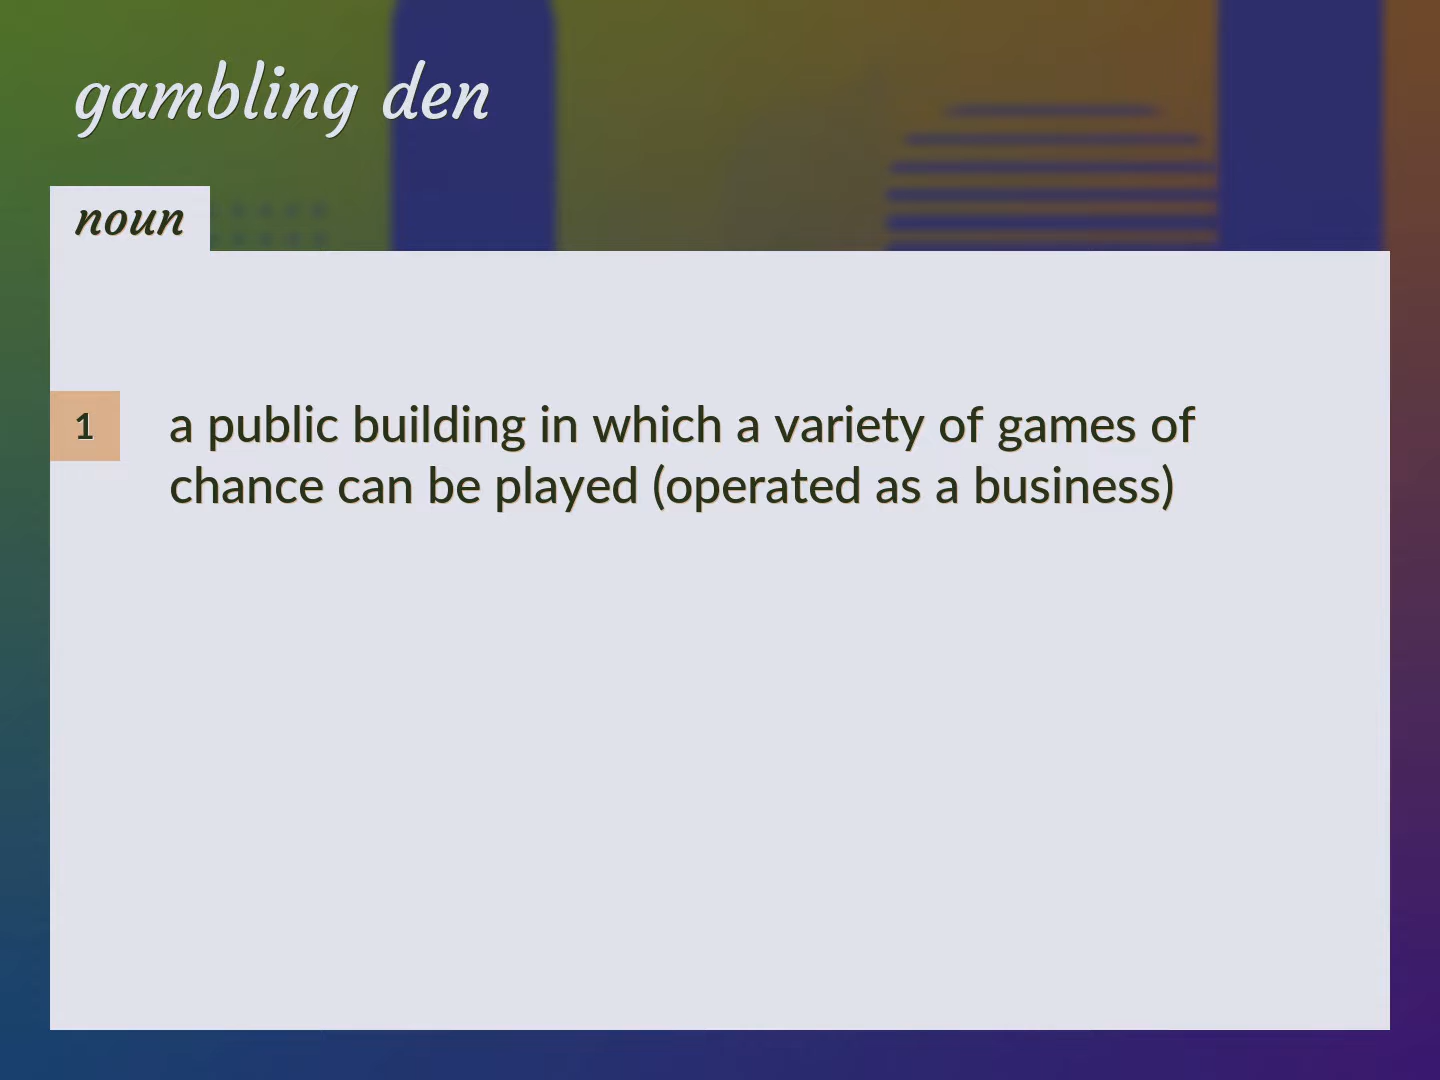 gambling den
noun
1 a public building in which a variety of games of
chance can be played (operated as a business)